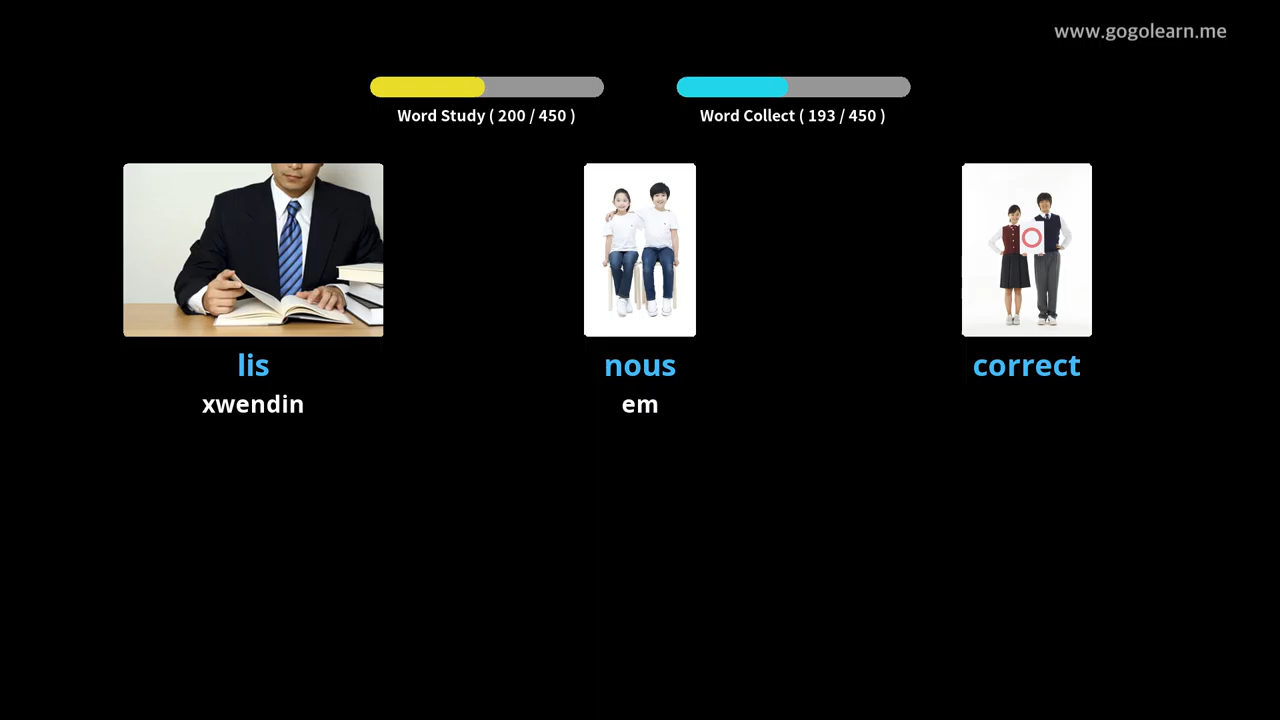 www.gogolearn.me
Word Study ( 200 / 450 )
Word Collect ( 193 / 450 )
lis
nous
correct
xwendin
em